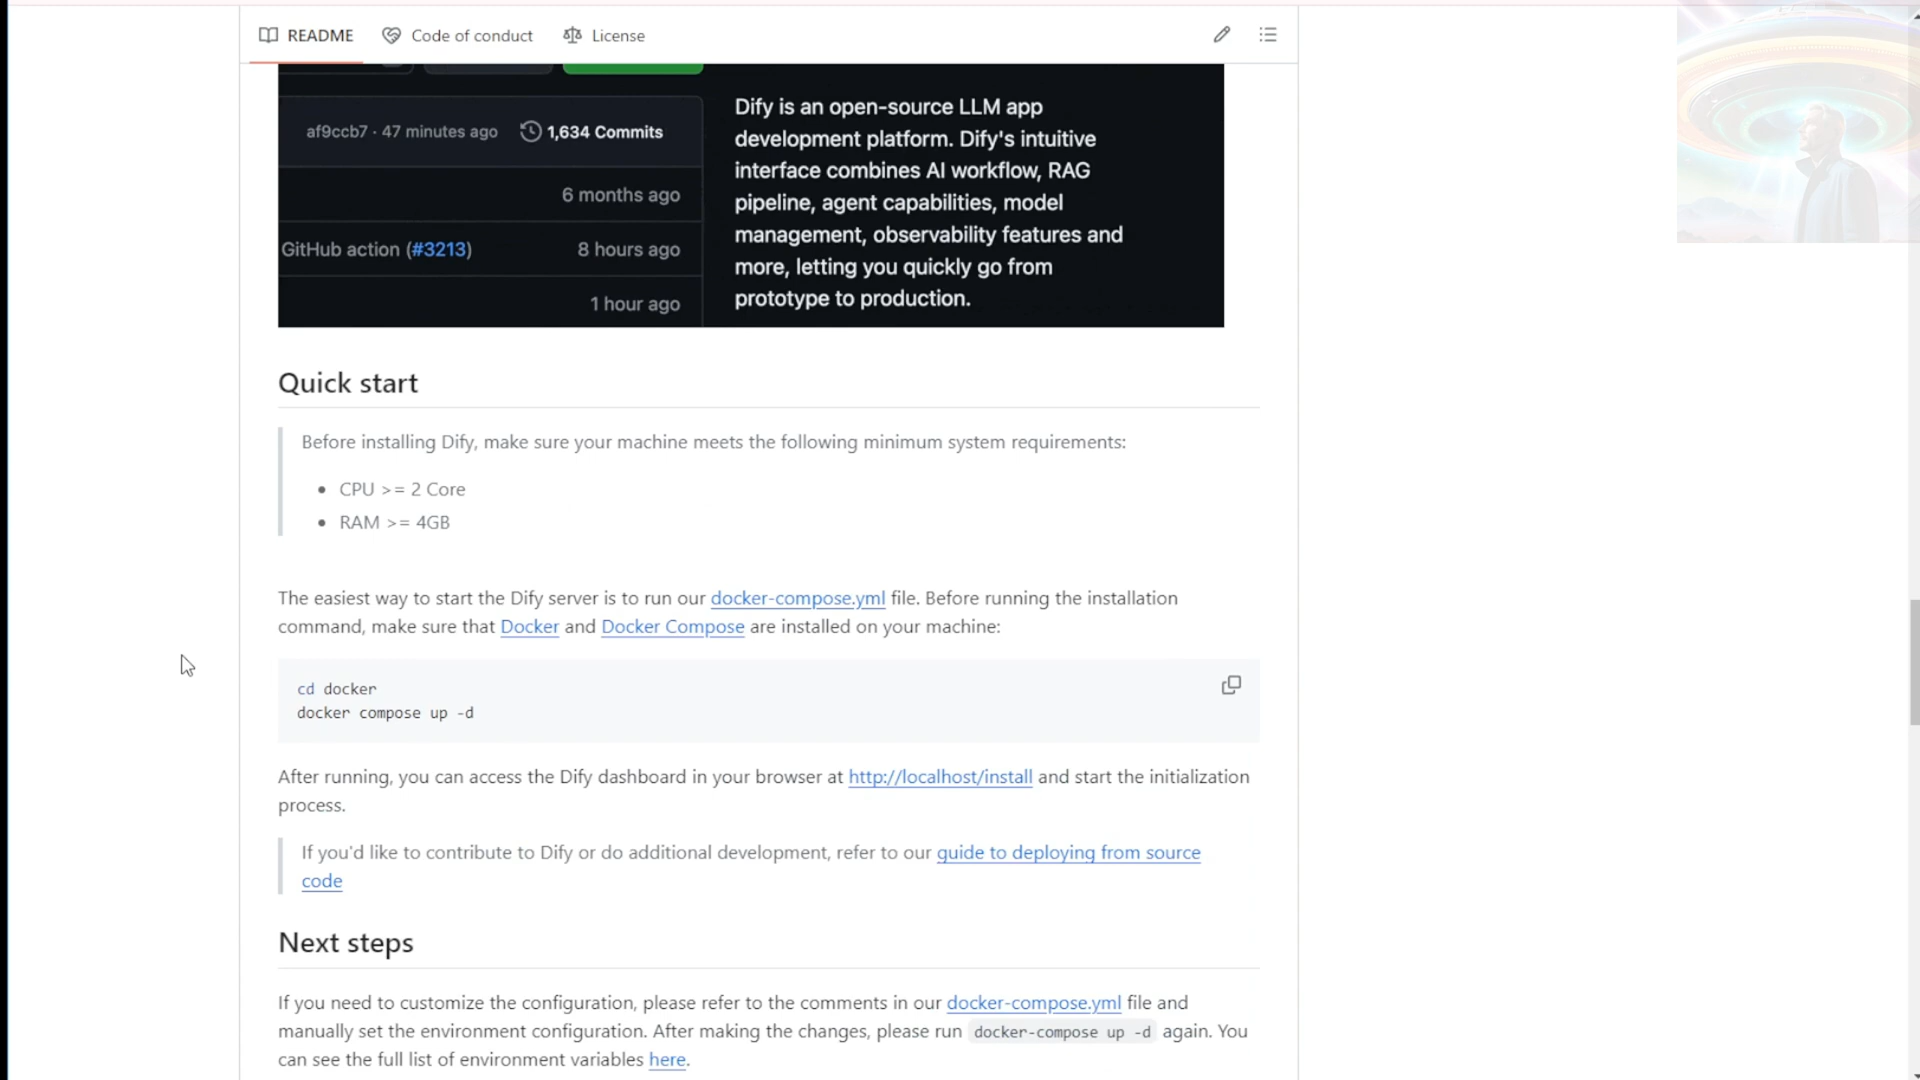 README
Code of conduct
License
af9ccb7 · 47 minutes ago
1,634 Commits
6 months ago
GitHub action (#3213)
8 hours ago
1 hour ago
Dify is an open-source LLM app
development platform. Dify's intuitive
interface combines AI workflow, RAG
pipeline, agent capabilities, model
management, observability features and
more, letting you quickly go from
prototype to production.
Quick start
Before installing Dify, make sure your machine meets the following minimum system requirements:
• CPU >= 2 Core
• RAM >= 4GB
The easiest way to start the Dify server is to run our docker-compose.yml file. Before running the installation
command, make sure that Docker and Docker Compose are installed on your machine:
cd docker
docker compose up -d
After running, you can access the Dify dashboard in your browser at http://localhost/install and start the initialization
process.
If you'd like to contribute to Dify or do additional development, refer to our guide to deploying from source
code
Next steps
If you need to customize the configuration, please refer to the comments in our docker-compose.yml file and
manually set the environment configuration. After making the changes, please run docker-compose up -d again. You
can see the full list of environment variables here.